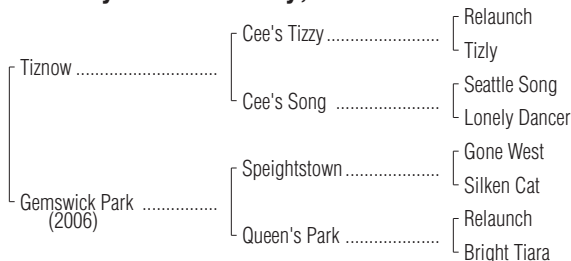 Relaunch
Cee's Tizzy ........................
Tizly
Tiznow ..............................
Seattle Song
Cee's Song ......................
Lonely Dancer
Gone West
Speightstown ....................
Silken Cat
Gemswick Park ................
(2006)
Relaunch
Queen's Park ....................
Bright Tiara